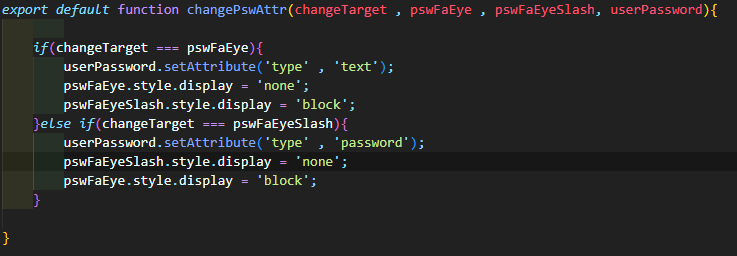 export default function changePswAttr(changeTarget , pswFaEye , pswFaEyeSlash, userPassword){
if(changeTarget === pswFaEye){
userPassword.setAttribute('type' , 'text');
pswFaEye.style.display = 'none';
pswFaEyeSlash.style.display = 'block';
}else if(changeTarget === pswFaEyeSlash){
userPassword.setAttribute('type' , 'password');
pswFaEyeSlash.style.display = 'none';
pswFaEye.style.display = 'block';
}
}